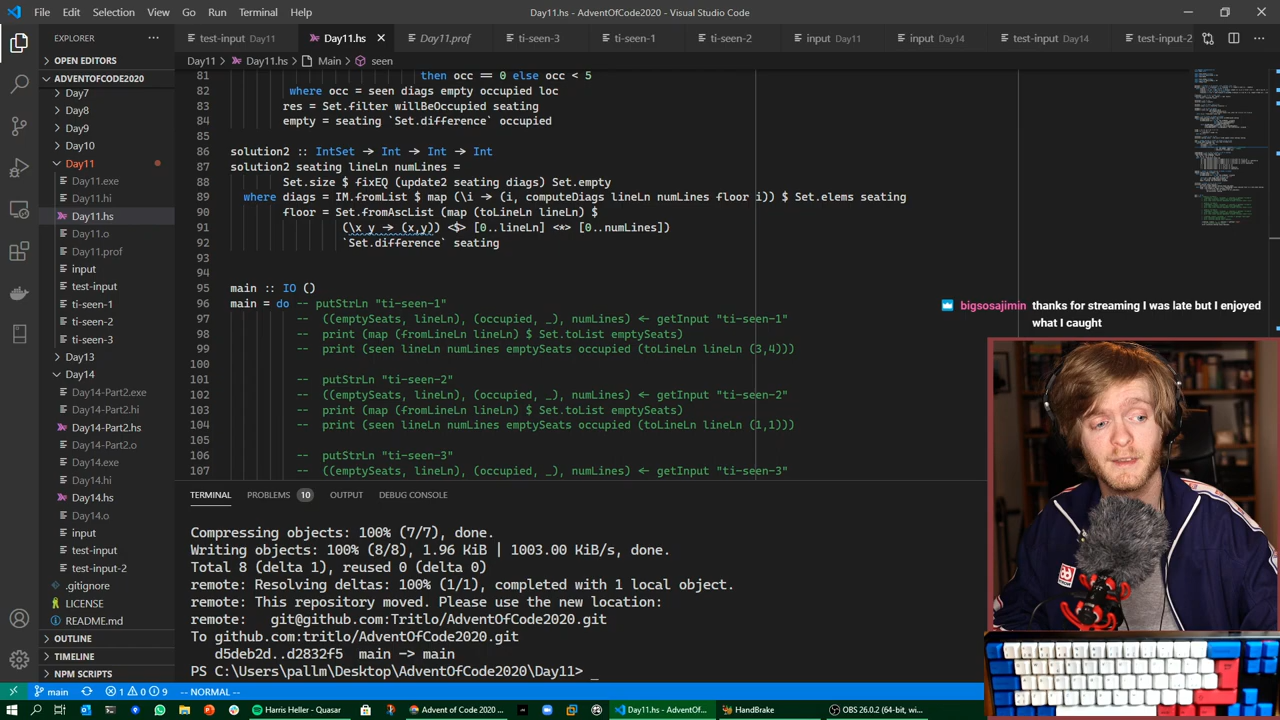 File Edit Selection View Go Run Terminal Help
Day11.hs - AdventOfCode2020 - Visual Studio Code
EXPLORER
test-input Day11
Day11.hs
Day11.prof
ti-seen-3
ti-seen-1
ti-seen-2
input Day11
input Day14
test-input Day14
test-input-2
OPEN EDITORS
ADVENTOFCODE2020
Day7
Day8
Day9
Day10
Day11
Day11.exe
Day11.hi
Day11.hs
Day11.o
Day11.prof
input
test-input
ti-seen-1
ti-seen-2
ti-seen-3
Day13
Day14
Day14-Part2.exe
Day14-Part2.hi
Day14-Part2.hs
Day14-Part2.o
Day14.exe
Day14.hi
Day14.hs
Day14.o
input
test-input
test-input-2
.gitignore
LICENSE
README.md
OUTLINE
TIMELINE
NPM SCRIPTS
Day11 > Day11.hs > Main > seen
81 then occ == 0 else occ < 5
82 where occ = seen diags empty occupied loc
83 res = Set.filter willBeOccupied seating
84 empty = seating `Set.difference` occupied
85
86 solution2 :: IntSet → Int → Int → Int
87 solution2 seating lineLn numLines =
88 Set.size $ fixEQ (update2 seating diags) Set.empty
89 where diags = IM.fromList $ map (\i → (i, computeDiags lineLn numLines floor i)) $ Set.elems seating
90 floor = Set.fromAscList (map (toLineLn lineLn) $
91 (\x y → (x,y)) <$> [0..lineLn] <*> [0..numLines])
92 `Set.difference` seating
93
94
95 main :: IO ()
96 main = do -- putStrLn "ti-seen-1"
97 -- ((emptySeats, lineLn), (occupied, _), numLines) ← getInput "ti-seen-1"
98 -- print (map (fromLineLn lineLn) $ Set.toList emptySeats)
99 -- print (seen lineLn numLines emptySeats occupied (toLineLn lineLn (3,4)))
100
101 -- putStrLn "ti-seen-2"
102 -- ((emptySeats, lineLn), (occupied, _), numLines) ← getInput "ti-seen-2"
103 -- print (map (fromLineLn lineLn) $ Set.toList emptySeats)
104 -- print (seen lineLn numLines emptySeats occupied (toLineLn lineLn (1,1)))
105
106 -- putStrLn "ti-seen-3"
107 -- ((emptySeats, lineLn), (occupied, _), numLines) ← getInput "ti-seen-3"
bigsosajimin thanks for streaming I was late but I enjoyed
what I caught
TERMINAL PROBLEMS 10 OUTPUT DEBUG CONSOLE
Compressing objects: 100% (7/7), done.
Writing objects: 100% (8/8), 1.96 KiB | 1003.00 KiB/s, done.
Total 8 (delta 1), reused 0 (delta 0)
remote: Resolving deltas: 100% (1/1), completed with 1 local object.
remote: This repository moved. Please use the new location:
remote: git@github.com:Tritlo/AdventOfCode2020.git
To github.com:tritlo/AdventOfCode2020.git
d5deb2d..d2832f5 main -> main
PS C:\Users\pallm\Desktop\AdventOfCode2020\Day11> _
main 1 0 9 -- NORMAL --
Harris Heller - Quasar
Advent of Code 2020 ...
Day11.hs - AdventOf...
HandBrake
OBS 26.0.2 (64-bit, wi...